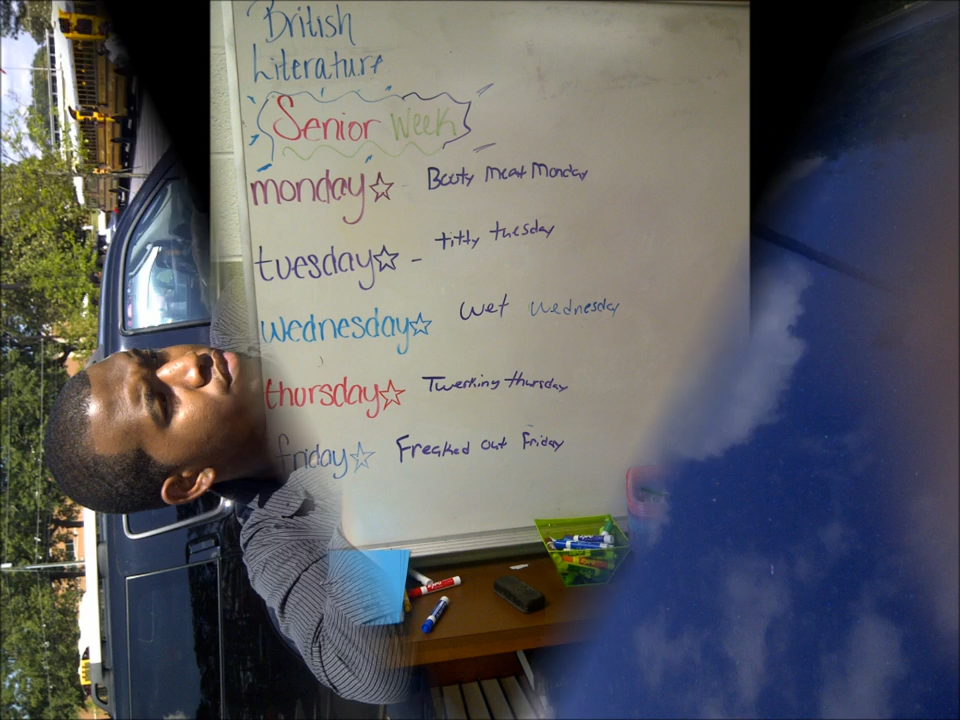 British
Literature
Senior Week
monday☆ - Booty Meat Monday
tuesday☆ - titty tuesday
wednesday☆ wet wednesday
thursday☆ Twerking thursday
friday☆ Freaked out Friday